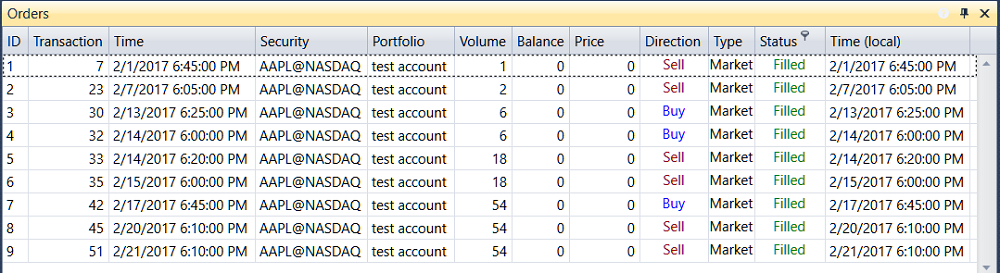 Orders
ID Transaction Time Security Portfolio Volume Balance Price Direction Type Status Time (local)
1 7 2/1/2017 6:45:00 PM AAPL@NASDAQ test account 1 0 0 Sell Market Filled 2/1/2017 6:45:00 PM
2 23 2/7/2017 6:05:00 PM AAPL@NASDAQ test account 2 0 0 Sell Market Filled 2/7/2017 6:05:00 PM
3 30 2/13/2017 6:25:00 PM AAPL@NASDAQ test account 6 0 0 Buy Market Filled 2/13/2017 6:25:00 PM
4 32 2/14/2017 6:00:00 PM AAPL@NASDAQ test account 6 0 0 Buy Market Filled 2/14/2017 6:00:00 PM
5 33 2/14/2017 6:20:00 PM AAPL@NASDAQ test account 18 0 0 Sell Market Filled 2/14/2017 6:20:00 PM
6 35 2/15/2017 6:00:00 PM AAPL@NASDAQ test account 18 0 0 Sell Market Filled 2/15/2017 6:00:00 PM
7 42 2/17/2017 6:45:00 PM AAPL@NASDAQ test account 54 0 0 Buy Market Filled 2/17/2017 6:45:00 PM
8 45 2/20/2017 6:10:00 PM AAPL@NASDAQ test account 54 0 0 Sell Market Filled 2/20/2017 6:10:00 PM
9 51 2/21/2017 6:10:00 PM AAPL@NASDAQ test account 54 0 0 Sell Market Filled 2/21/2017 6:10:00 PM